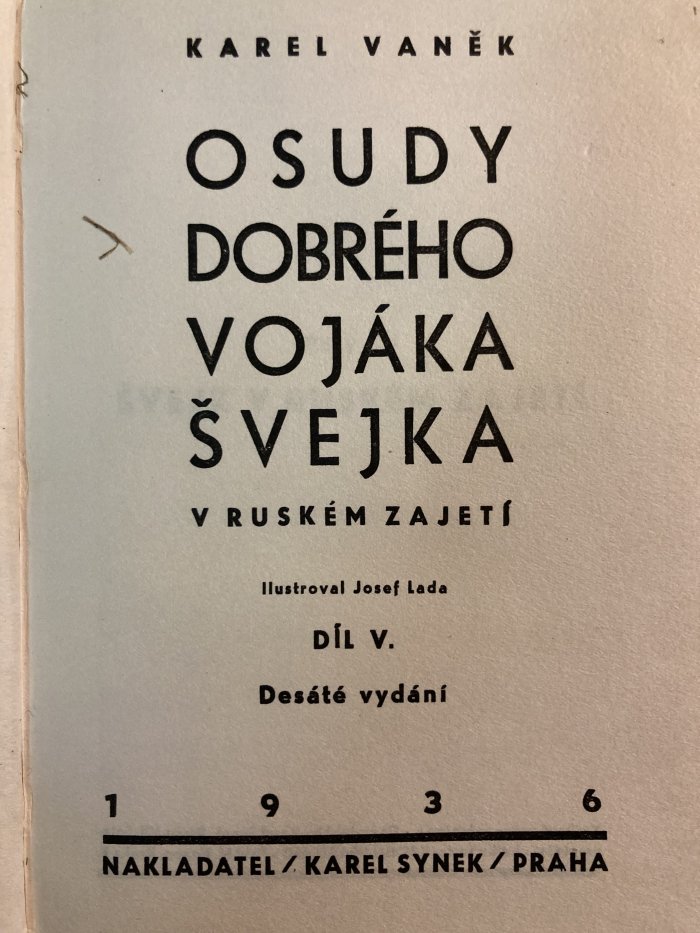 KAREL VANĚK
OSUDY
DOBRÉHO
VOJÁKA
ŠVEJKA
V RUSKÉM ZAJETÍ
Ilustroval Josef Lada
DÍL V.
Desáté vydání
1 9 3 6
NAKLADATEL / KAREL SYNEK / PRAHA